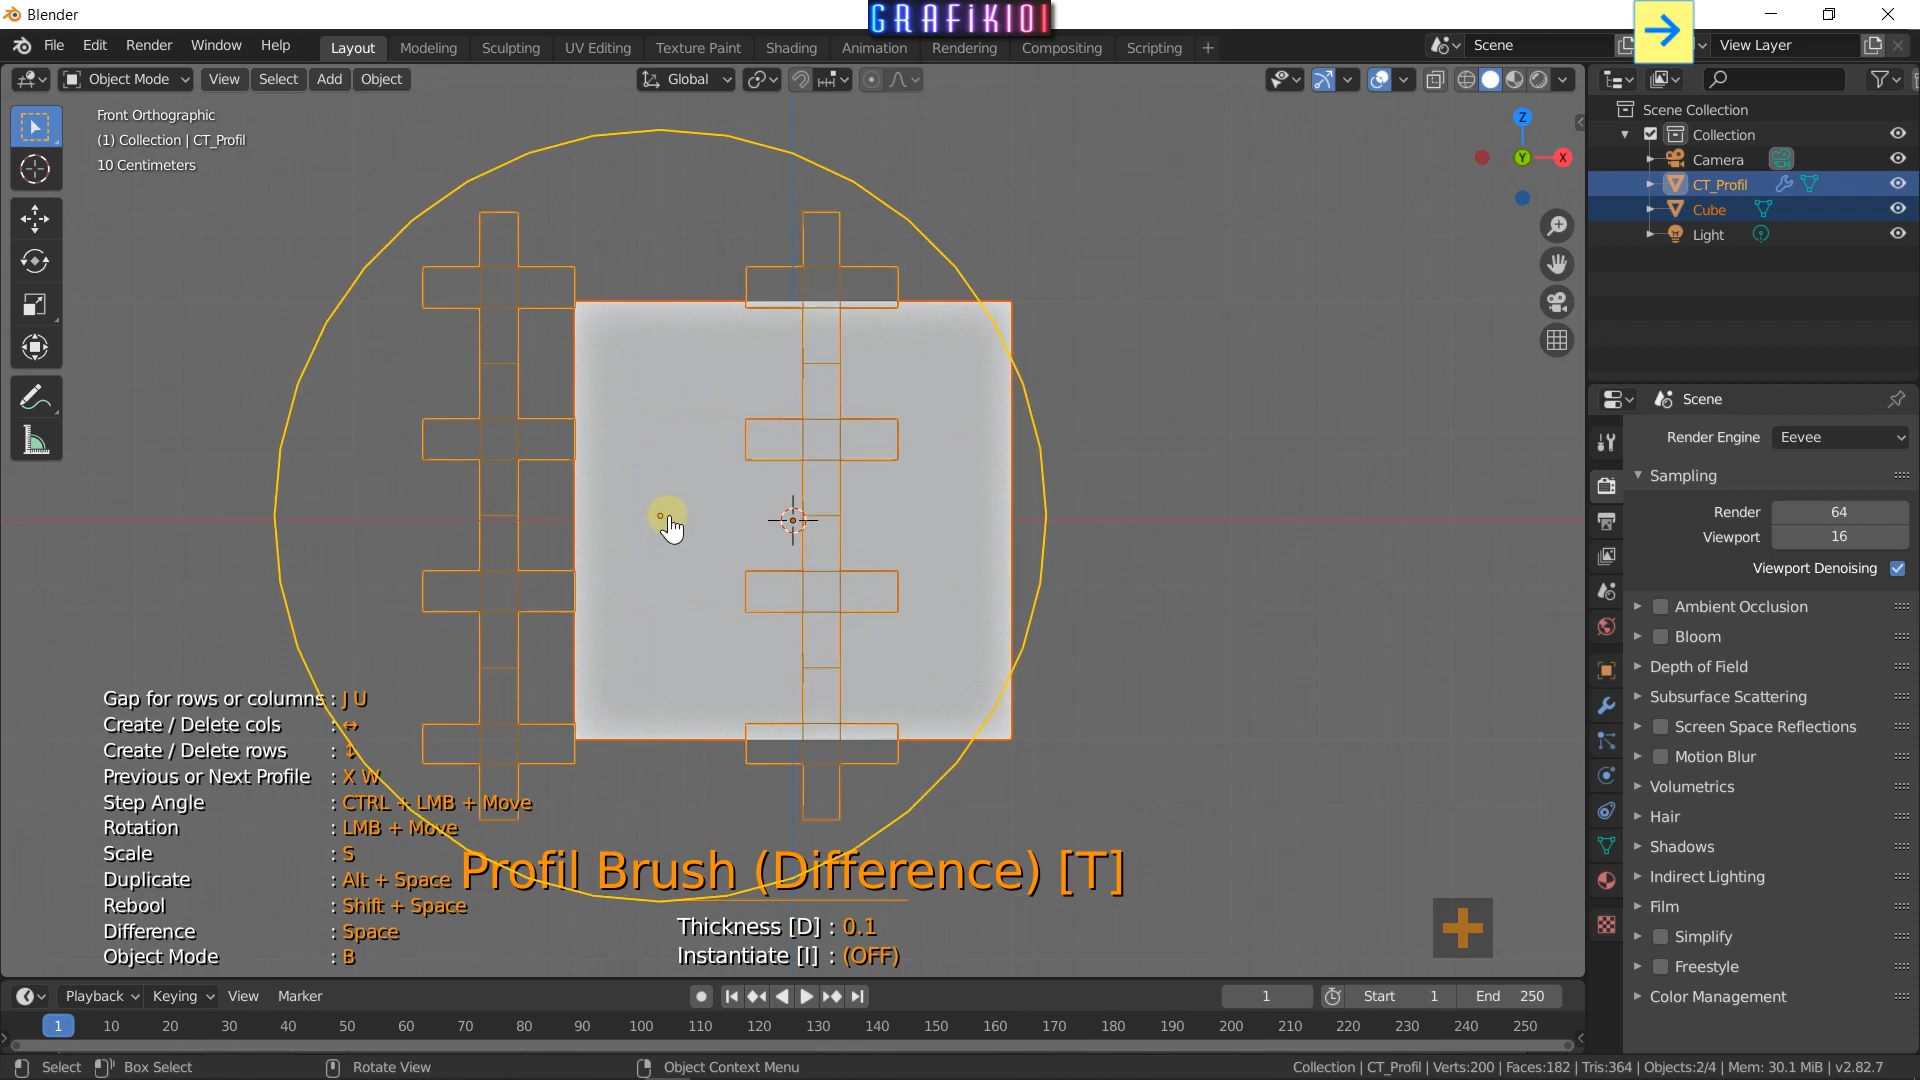 Blender
GRAFiK101
File Edit Render Window Help
Layout Modeling Sculpting UV Editing Texture Paint Shading Animation Rendering Compositing Scripting +
Scene
View Layer
Object Mode View Select Add Object
Global
Front Orthographic
(1) Collection | CT_Profil
10 Centimeters
Z
Y
X
Scene Collection
Collection
Camera
CT_Profil
Cube
Light
Scene
Render Engine Eevee
Sampling
Render 64
Viewport 16
Viewport Denoising
Ambient Occlusion
Bloom
Depth of Field
Subsurface Scattering
Screen Space Reflections
Motion Blur
Volumetrics
Hair
Shadows
Indirect Lighting
Film
Simplify
Freestyle
Color Management
Gap for rows or columns : J U
Create / Delete cols : ↔
Create / Delete rows : ↕
Previous or Next Profile : X W
Step Angle : CTRL + LMB + Move
Rotation : LMB + Move
Scale : S
Duplicate : Alt + Space
Rebool : Shift + Space
Difference : Space
Object Mode : B
Profil Brush (Difference) [T]
Thickness [D] : 0.1
Instantiate [I] : (OFF)
Playback Keying View Marker
1 Start 1 End 250
1 10 20 30 40 50 60 70 80 90 100 110 120 130 140 150 160 170 180 190 200 210 220 230 240 250
Select Box Select Rotate View Object Context Menu
Collection | CT_Profil | Verts:200 | Faces:182 | Tris:364 | Objects:2/4 | Mem: 30.1 MiB | v2.82.7